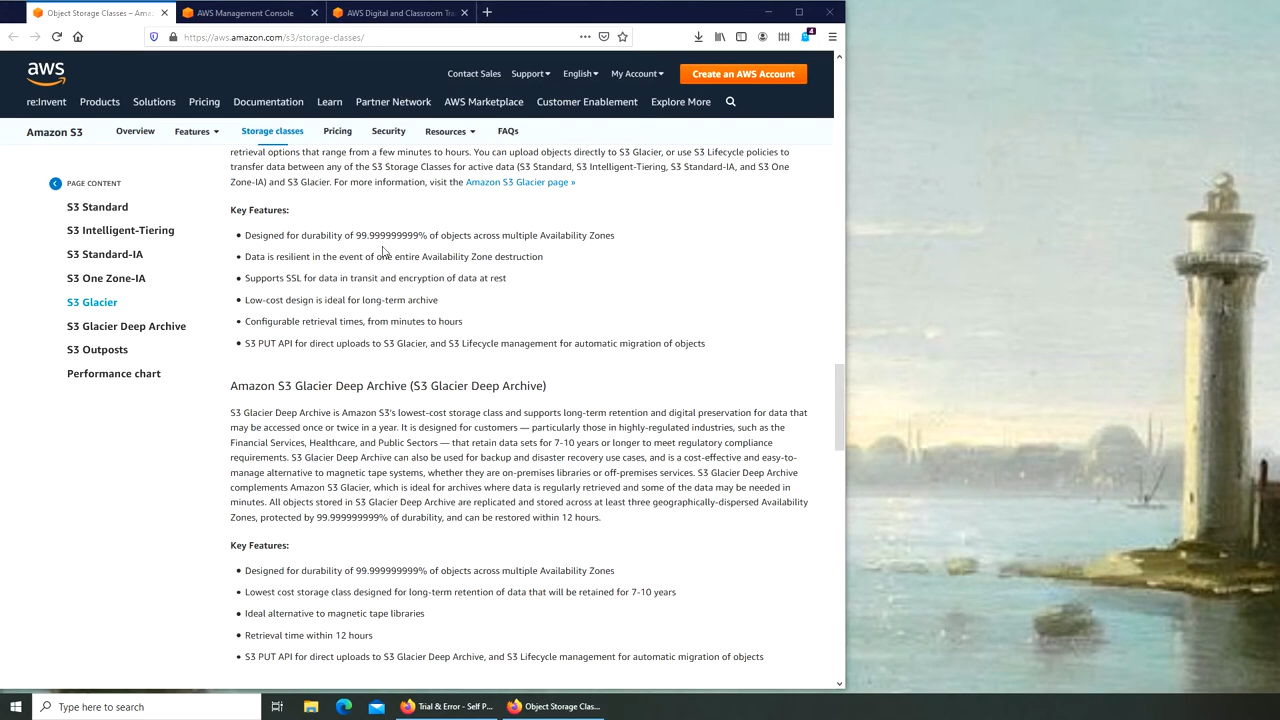 Object Storage Classes – Ama
AWS Management Console
AWS Digital and Classroom Tra
https://aws.amazon.com/s3/storage-classes/
4
aws
Contact Sales
Support
English
My Account
Create an AWS Account
re:Invent
Products
Solutions
Pricing
Documentation
Learn
Partner Network
AWS Marketplace
Customer Enablement
Explore More
Amazon S3
Overview
Features
Storage classes
Pricing
Security
Resources
FAQs
PAGE CONTENT
S3 Standard
S3 Intelligent-Tiering
S3 Standard-IA
S3 One Zone-IA
S3 Glacier
S3 Glacier Deep Archive
S3 Outposts
Performance chart
retrieval options that range from a few minutes to hours. You can upload objects directly to S3 Glacier, or use S3 Lifecycle policies to
transfer data between any of the S3 Storage Classes for active data (S3 Standard, S3 Intelligent-Tiering, S3 Standard-IA, and S3 One
Zone-IA) and S3 Glacier. For more information, visit the Amazon S3 Glacier page »
Key Features:
• Designed for durability of 99.999999999% of objects across multiple Availability Zones
• Data is resilient in the event of one entire Availability Zone destruction
• Supports SSL for data in transit and encryption of data at rest
• Low-cost design is ideal for long-term archive
• Configurable retrieval times, from minutes to hours
• S3 PUT API for direct uploads to S3 Glacier, and S3 Lifecycle management for automatic migration of objects
Amazon S3 Glacier Deep Archive (S3 Glacier Deep Archive)
S3 Glacier Deep Archive is Amazon S3's lowest-cost storage class and supports long-term retention and digital preservation for data that
may be accessed once or twice in a year. It is designed for customers — particularly those in highly-regulated industries, such as the
Financial Services, Healthcare, and Public Sectors — that retain data sets for 7-10 years or longer to meet regulatory compliance
requirements. S3 Glacier Deep Archive can also be used for backup and disaster recovery use cases, and is a cost-effective and easy-to-
manage alternative to magnetic tape systems, whether they are on-premises libraries or off-premises services. S3 Glacier Deep Archive
complements Amazon S3 Glacier, which is ideal for archives where data is regularly retrieved and some of the data may be needed in
minutes. All objects stored in S3 Glacier Deep Archive are replicated and stored across at least three geographically-dispersed Availability
Zones, protected by 99.999999999% of durability, and can be restored within 12 hours.
Key Features:
• Designed for durability of 99.999999999% of objects across multiple Availability Zones
• Lowest cost storage class designed for long-term retention of data that will be retained for 7-10 years
• Ideal alternative to magnetic tape libraries
• Retrieval time within 12 hours
• S3 PUT API for direct uploads to S3 Glacier Deep Archive, and S3 Lifecycle management for automatic migration of objects
Type here to search
Trial & Error - Self P...
Object Storage Clas...